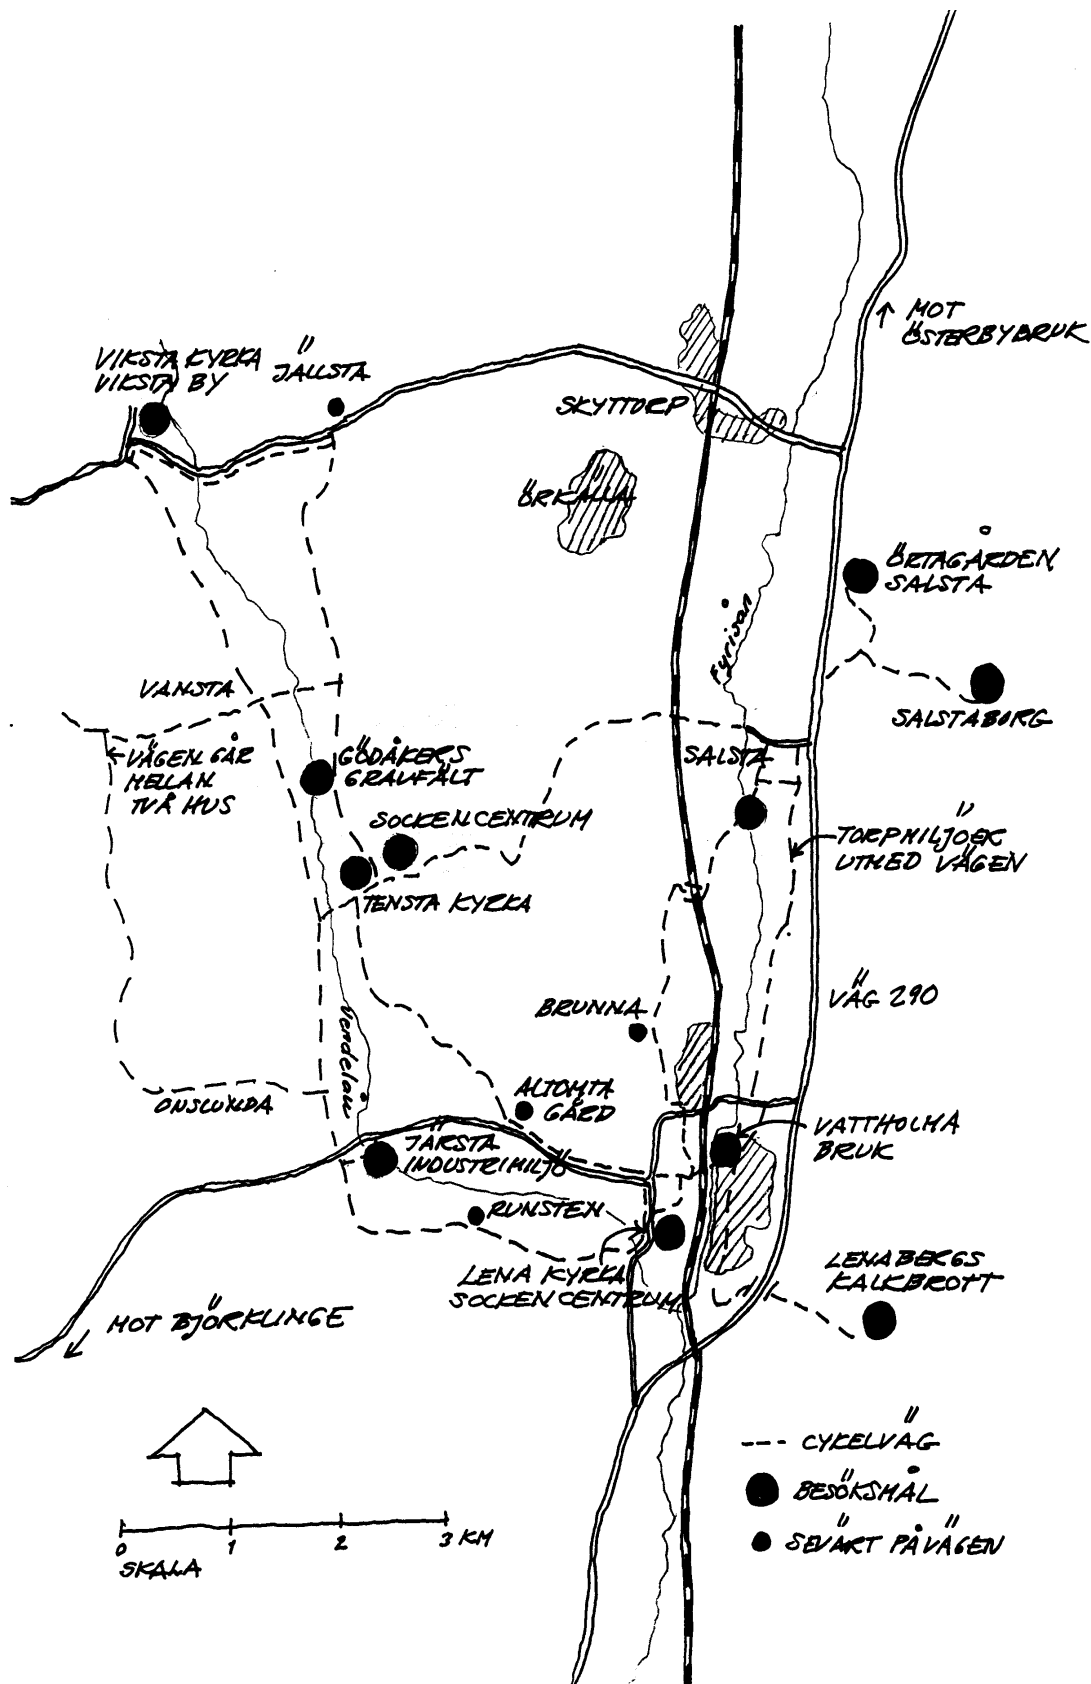 MOT
ÖSTERBYBRUK
VIKSTA KYRKA
VIKSTA BY
JÄLLSTA
SKYTTORP
ÖRKÄLLA
ÖRTAGÅRDEN,
SALSTA
Fyrisån
VANSTA
SALSTABORG
VÄGEN GÅR
MELLAN
TVÅ HUS
GÖDÅKERS
GRAVFÄLT
SALSTA
SOCKENCENTRUM
TORPMILJÖER
UTMED VÄGEN
TENSTA KYRKA
VÄG 290
BRUNNA
Vendelån
ONSLUNDA
ALTOMTA
GÅRD
VATTHOLMA
BRUK
JÄRSTA
INDUSTRIMILJÖ
RUNSTEN
LENA KYRKA
SOCKENCENTRUM
LENABERGS
KALKBROTT
MOT BJÖRKLINGE
CYKELVÄG
BESÖKSMÅL
SEVÄRT PÅ VÄGEN
0 1 2 3 KM
SKALA